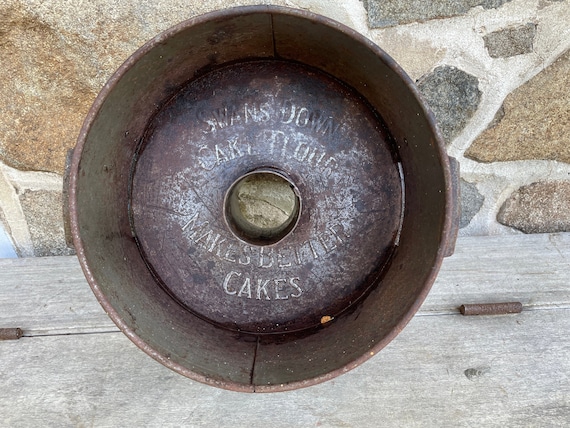 SWANS DOWN
CAKE FLOUR
MAKES BETTER
CAKES